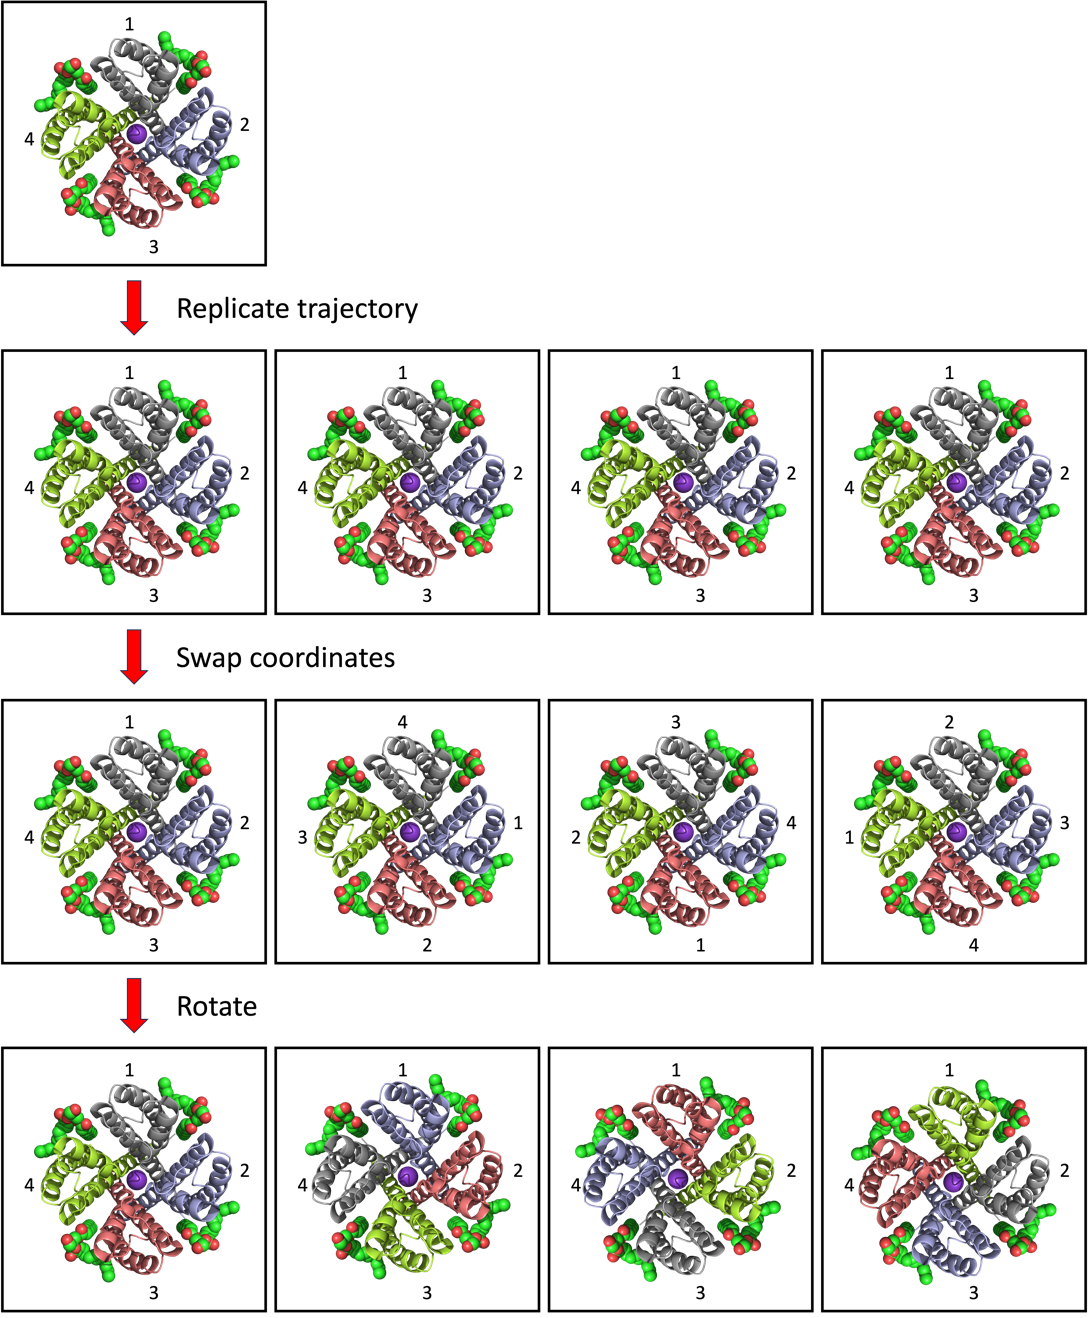 1
4 2
3
Replicate trajectory
1 1 1 1
4 2 4 2 4 2 4 2
3 3 3 3
Swap coordinates
1 4 3 2
4 2 3 1 2 4 1 3
3 2 1 4
Rotate
1 1 1 1
4 2 4 2 4 2 4 2
3 3 3 3